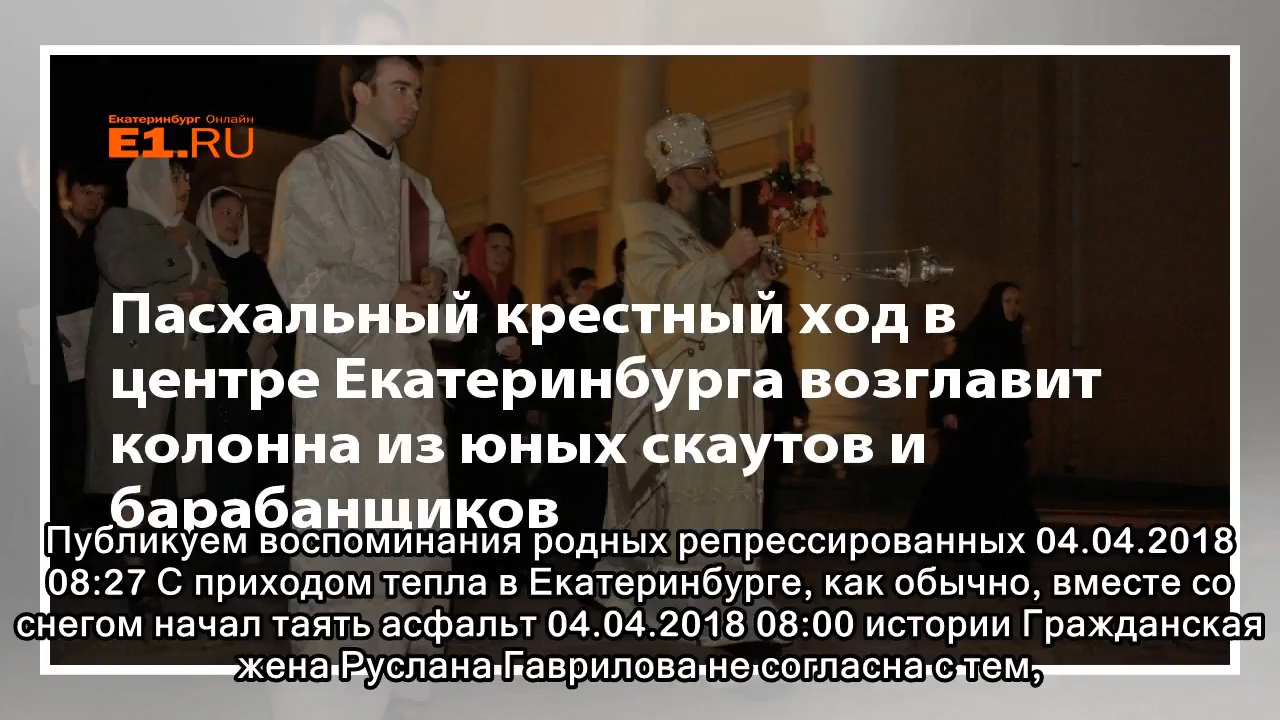 Екатеринбург Онлайн
E1.RU
Пасхальный крестный ход в
центре Екатеринбурга возглавит
колонна из юных скаутов и
барабанщиков
Публикуем воспоминания родных репрессированных 04.04.2018
08:27 С приходом тепла в Екатеринбурге, как обычно, вместе со
снегом начал таять асфальт 04.04.2018 08:00 истории Гражданская
жена Руслана Гаврилова не согласна с тем,